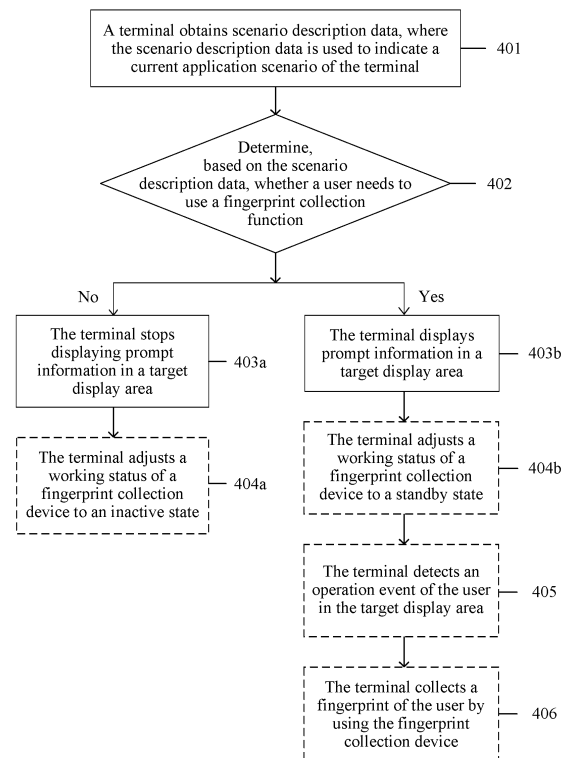 A terminal obtains scenario description data, where
the scenario description data is used to indicate a
current application scenario of the terminal
401
Determine,
based on the scenario
description data, whether a user needs to
use a fingerprint collection
function
402
No
Yes
The terminal stops
displaying prompt
information in a target
display area
403a
The terminal displays
prompt information in a
target display area
403b
The terminal adjusts a
working status of a
fingerprint collection
device to an inactive state
404a
The terminal adjusts a
working status of a
fingerprint collection
device to a standby state
404b
The terminal detects an
operation event of the user
in the target display area
405
The terminal collects a
fingerprint of the user by
using the fingerprint
collection device
406